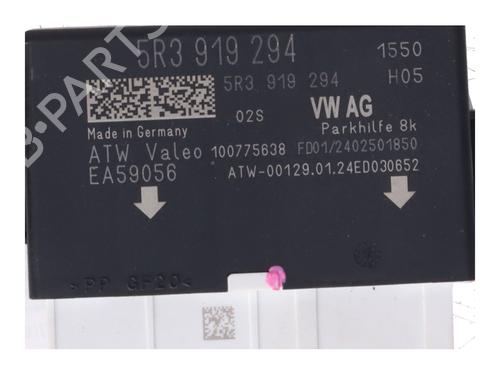 5R3 919 294 1550
5R3 919 294 H05
02S VW AG
Made in Germany Parkhilfe 8k
ATW Valeo 100775638 FD01/2402501850
EA59056 ATW-00129.01.24ED030652
>PP GF20<
B-PARTS